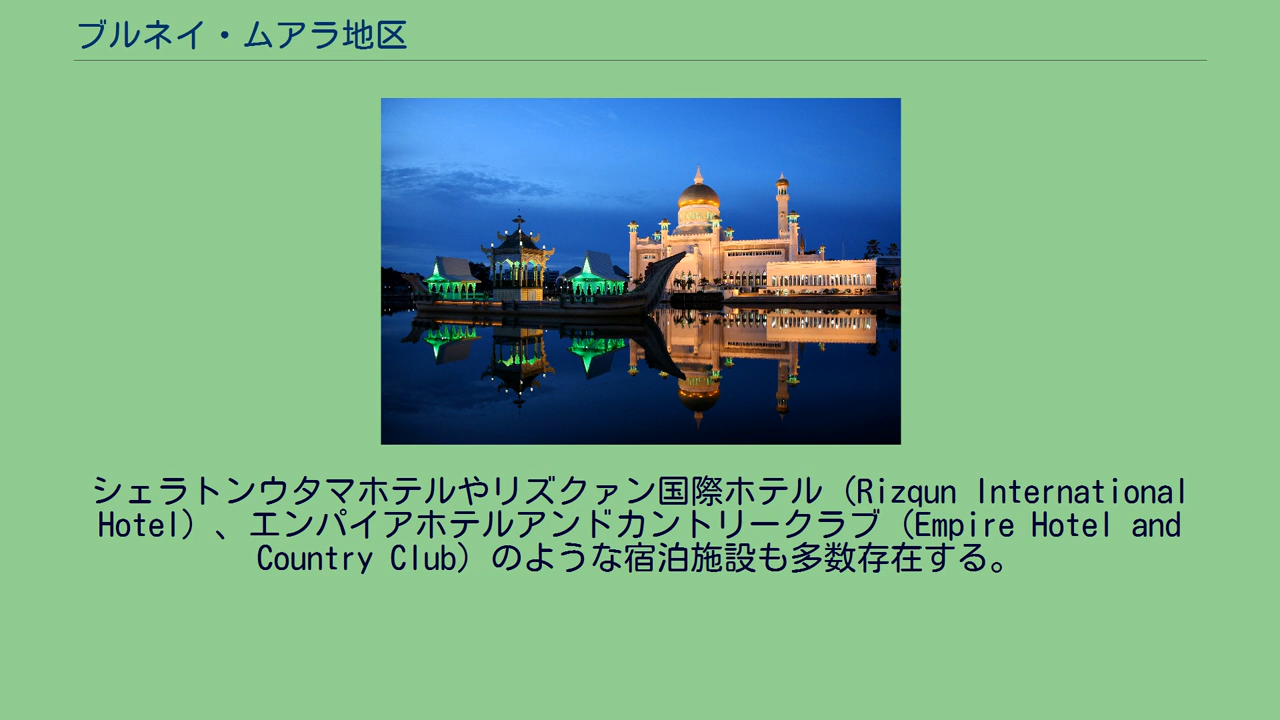 ブルネイ・ムアラ地区
シェラトンウタマホテルやリズクァン国際ホテル（Rizqun International
Hotel）、エンパイアホテルアンドカントリークラブ（Empire Hotel and
Country Club）のような宿泊施設も多数存在する。